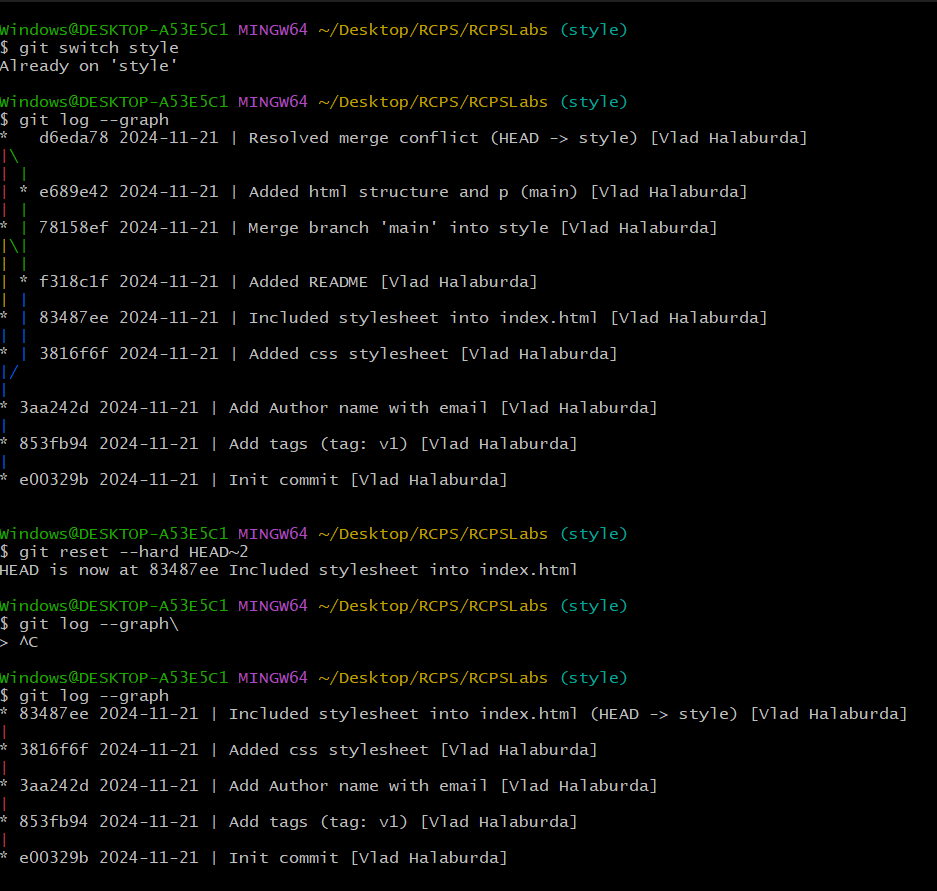 Windows@DESKTOP-A53E5C1 MINGW64 ~/Desktop/RCPS/RCPSLabs (style)
$ git switch style
Already on 'style'

Windows@DESKTOP-A53E5C1 MINGW64 ~/Desktop/RCPS/RCPSLabs (style)
$ git log --graph
*   d6eda78 2024-11-21 | Resolved merge conflict (HEAD -> style) [Vlad Halaburda]
|\
| |
| * e689e42 2024-11-21 | Added html structure and p (main) [Vlad Halaburda]
| |
* | 78158ef 2024-11-21 | Merge branch 'main' into style [Vlad Halaburda]
|\|
| |
| * f318c1f 2024-11-21 | Added README [Vlad Halaburda]
| |
* | 83487ee 2024-11-21 | Included stylesheet into index.html [Vlad Halaburda]
| |
* | 3816f6f 2024-11-21 | Added css stylesheet [Vlad Halaburda]
|/
|
* 3aa242d 2024-11-21 | Add Author name with email [Vlad Halaburda]
|
* 853fb94 2024-11-21 | Add tags (tag: v1) [Vlad Halaburda]
|
* e00329b 2024-11-21 | Init commit [Vlad Halaburda]

Windows@DESKTOP-A53E5C1 MINGW64 ~/Desktop/RCPS/RCPSLabs (style)
$ git reset --hard HEAD~2
HEAD is now at 83487ee Included stylesheet into index.html

Windows@DESKTOP-A53E5C1 MINGW64 ~/Desktop/RCPS/RCPSLabs (style)
$ git log --graph\
> ^C

Windows@DESKTOP-A53E5C1 MINGW64 ~/Desktop/RCPS/RCPSLabs (style)
$ git log --graph
* 83487ee 2024-11-21 | Included stylesheet into index.html (HEAD -> style) [Vlad Halaburda]
|
* 3816f6f 2024-11-21 | Added css stylesheet [Vlad Halaburda]
|
* 3aa242d 2024-11-21 | Add Author name with email [Vlad Halaburda]
|
* 853fb94 2024-11-21 | Add tags (tag: v1) [Vlad Halaburda]
|
* e00329b 2024-11-21 | Init commit [Vlad Halaburda]